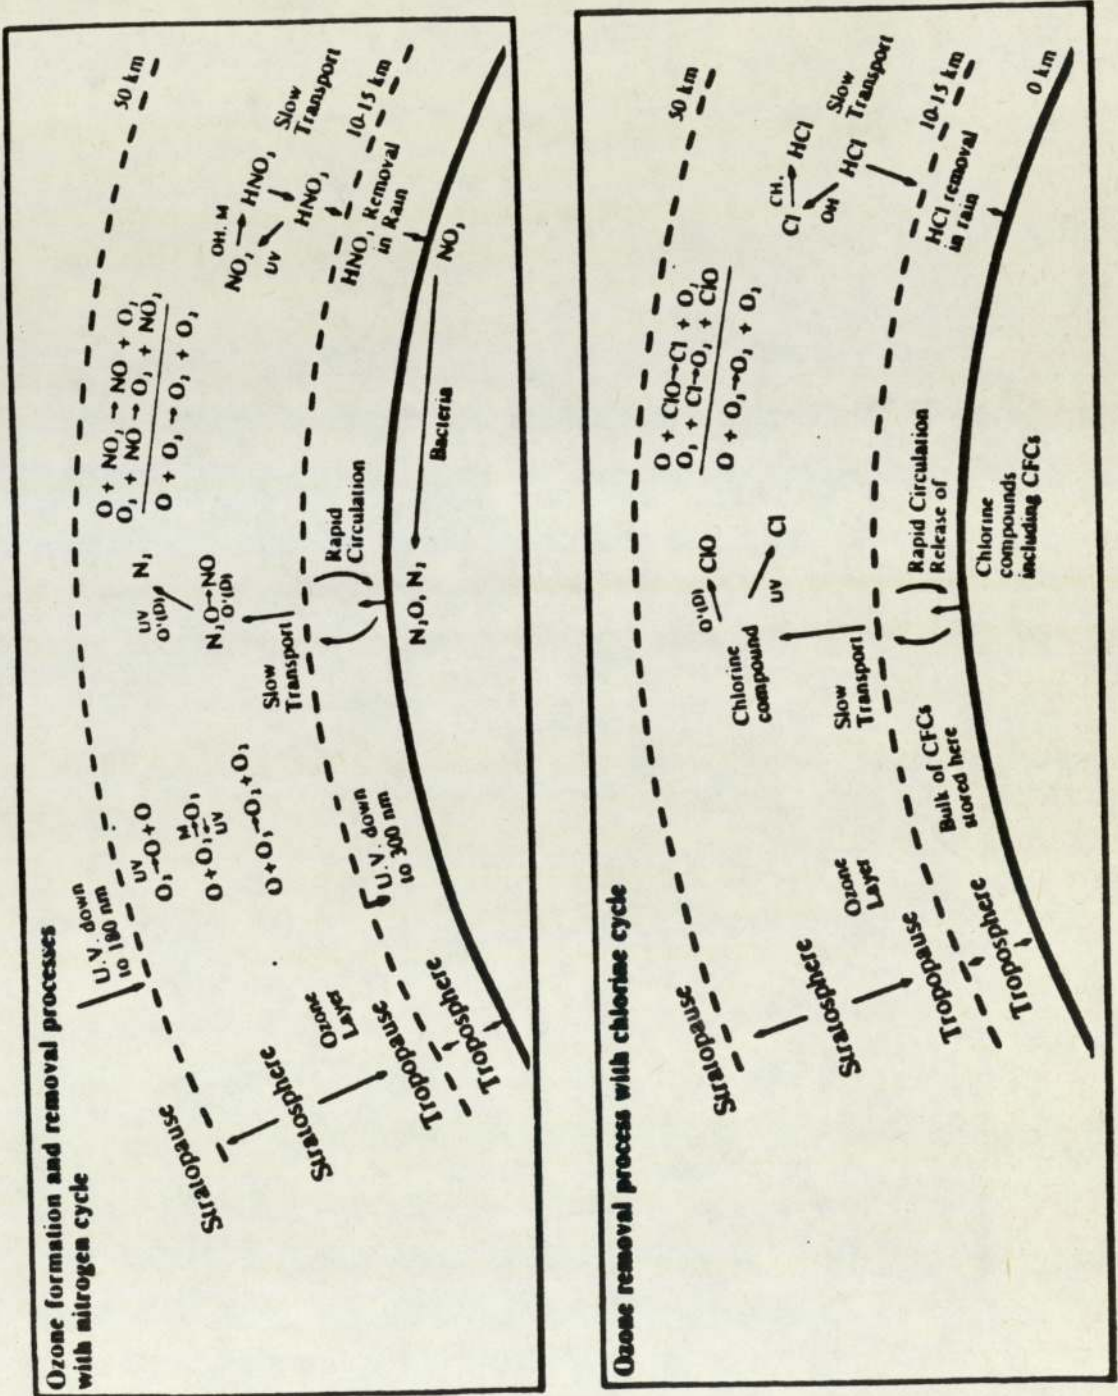 Ozone formation and removal processes
with nitrogen cycle
Stratopause
Stratosphere
Ozone
Layer
Tropopause
Troposphere
U.V. down
to 180 nm
UV
O₂→O+O
M
O+O₂→O₃
UV
O+O₃→O₂+O₂
U.V. down
to 300 nm
UV N₂
O'(D)
N₂O→NO
O'(D)
Slow
Transport
Rapid
Circulation
N₂O, N₂
Bacteria
O + NO₂ → NO + O₂
O₃ + NO → O₂ + NO₂
O + O₃ → O₂ + O₂
50 km
OH. M
NO₂ → HNO₃
UV
HNO₃
Slow
Transport
10-15 km
HNO₃ Removal
in Rain
NO₃
Ozone removal process with chlorine cycle
Stratopause
Stratosphere
Ozone
Layer
Tropopause
Troposphere
Bulk of CFCs
stored here
Slow
Transport
Chlorine
compound
O'(D) ClO
UV Cl
Rapid Circulation
Release of
Chlorine
compounds
including CFCs
O + ClO→Cl + O₂
O₃ + Cl→O₂ + ClO
O + O₃→O₂ + O₂
50 km
CH.
Cl HCl
OH
HCl
Slow
Transport
10-15 km
HCl removal
in rain
0 km